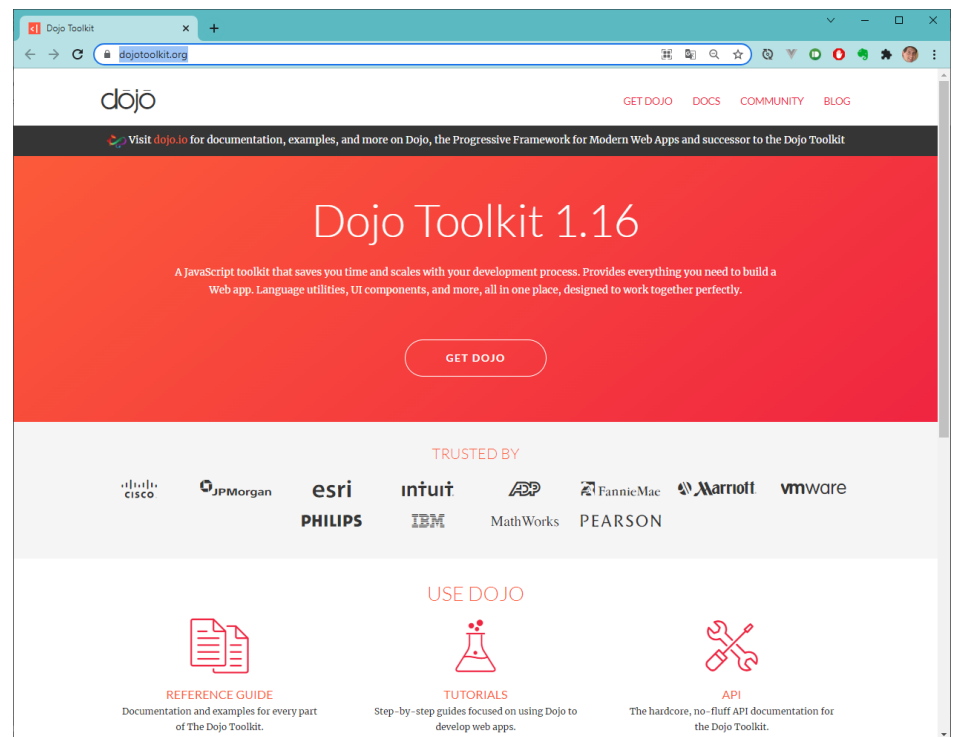 Dojo Toolkit
dojotoolkit.org
dojo
GET DOJO DOCS COMMUNITY BLOG
Visit dojo.io for documentation, examples, and more on Dojo, the Progressive Framework for Modern Web Apps and successor to the Dojo Toolkit
Dojo Toolkit 1.16
A JavaScript toolkit that saves you time and scales with your development process. Provides everything you need to build a
Web app. Language utilities, UI components, and more, all in one place, designed to work together perfectly.
GET DOJO
TRUSTED BY
CISCO JPMorgan esri intuit ADP FannieMae Marriott vmware
PHILIPS IBM MathWorks PEARSON
USE DOJO
REFERENCE GUIDE TUTORIALS API
Documentation and examples for every part Step-by-step guides focused on using Dojo to The hardcore, no-fluff API documentation for
of The Dojo Toolkit. develop web apps. the Dojo Toolkit.